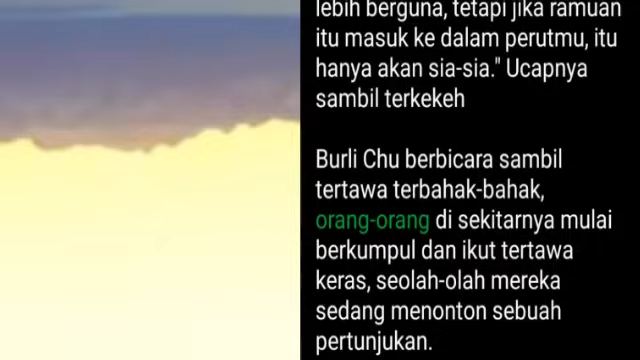 lebih berguna, tetapi jika ramuan
itu masuk ke dalam perutmu, itu
hanya akan sia-sia." Ucapnya
sambil terkekeh
Burli Chu berbicara sambil
tertawa terbahak-bahak,
orang-orang di sekitarnya mulai
berkumpul dan ikut tertawa
keras, seolah-olah mereka
sedang menonton sebuah
pertunjukan.